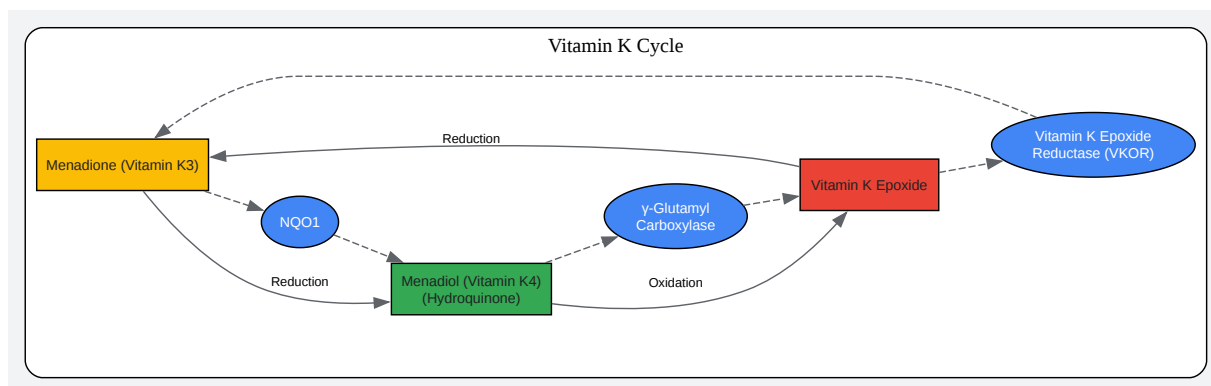 Vitamin K Cycle
Reduction
Vitamin K Epoxide
Reductase (VKOR)
Menadione (Vitamin K3)
Vitamin K Epoxide
NQO1
γ-Glutamyl
Carboxylase
Reduction
Menadiol (Vitamin K4)
(Hydroquinone)
Oxidation